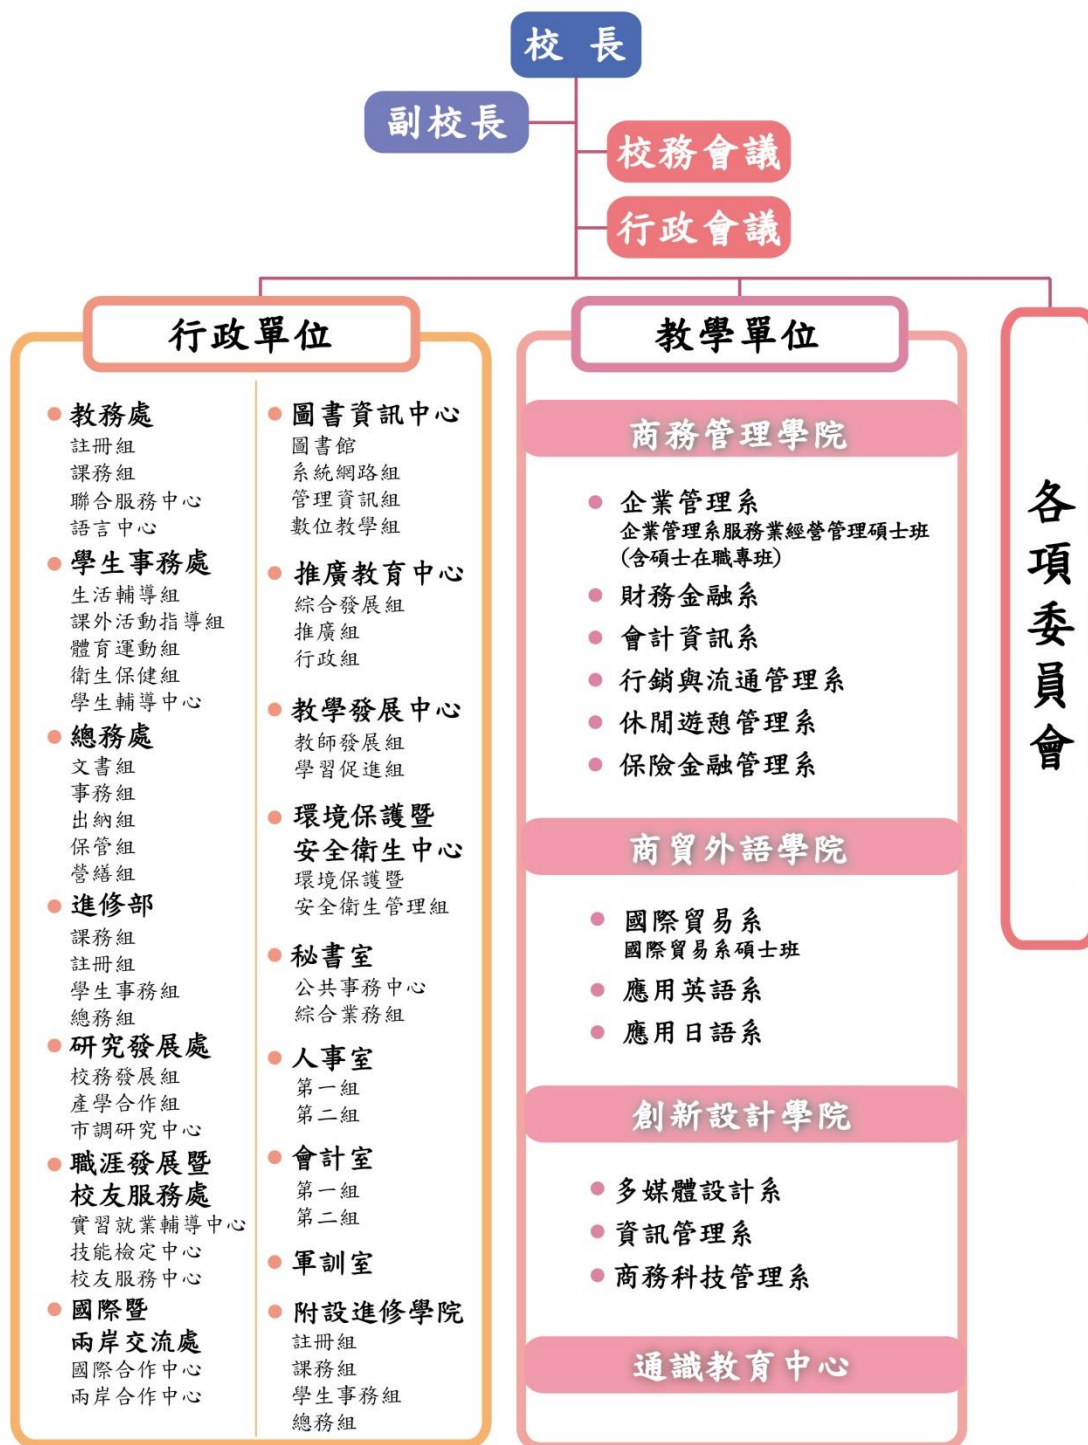 校 長
副校長
校務會議
行政會議
行政單位
教務處
註冊組
課務組
聯合服務中心
語言中心
學生事務處
生活輔導組
課外活動指導組
體育運動組
衛生保健組
學生輔導中心
總務處
文書組
事務組
出納組
保管組
營繕組
進修部
課務組
註冊組
學生事務組
總務組
研究發展處
校務發展組
產學合作組
市調研究中心
職涯發展暨
校友服務處
實習就業輔導中心
技能檢定中心
校友服務中心
國際暨
兩岸交流處
國際合作中心
兩岸合作中心
圖書資訊中心
圖書館
系統網路組
管理資訊組
數位教學組
推廣教育中心
綜合發展組
推廣組
行政組
教學發展中心
教師發展組
學習促進組
環境保護暨
安全衛生中心
環境保護暨
安全衛生管理組
秘書室
公共事務中心
綜合業務組
人事室
第一組
第二組
會計室
第一組
第二組
軍訓室
附設進修學院
註冊組
課務組
學生事務組
總務組
教學單位
商務管理學院
企業管理系
企業管理系服務業經營管理碩士班
(含碩士在職專班)
財務金融系
會計資訊系
行銷與流通管理系
休閒遊憩管理系
保險金融管理系
商貿外語學院
國際貿易系
國際貿易系碩士班
應用英語系
應用日語系
創新設計學院
多媒體設計系
資訊管理系
商務科技管理系
通識教育中心
各項委員會